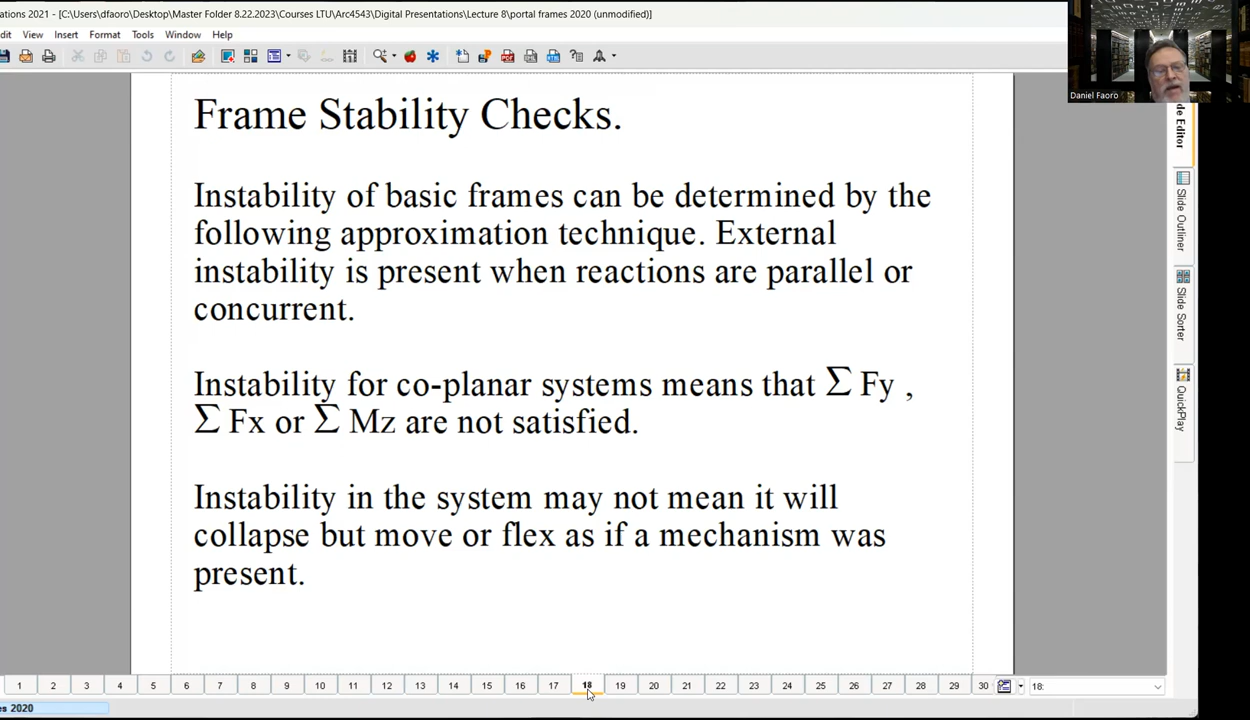 ations 2021 - [C:\Users\dfaoro\Desktop\Master Folder 8.22.2023\Courses LTU\Arc4543\Digital Presentations\Lecture 8\portal frames 2020 (unmodified)]
dit View Insert Format Tools Window Help
Daniel Faoro
Frame Stability Checks.
Instability of basic frames can be determined by the
following approximation technique. External
instability is present when reactions are parallel or
concurrent.
Instability for co-planar systems means that Σ Fy ,
Σ Fx or Σ Mz are not satisfied.
Instability in the system may not mean it will
collapse but move or flex as if a mechanism was
present.
de Editor
Slide Outliner
Slide Sorter
QuickPlay
1 2 3 4 5 6 7 8 9 10 11 12 13 14 15 16 17 18 19 20 21 22 23 24 25 26 27 28 29 30 18:
es 2020